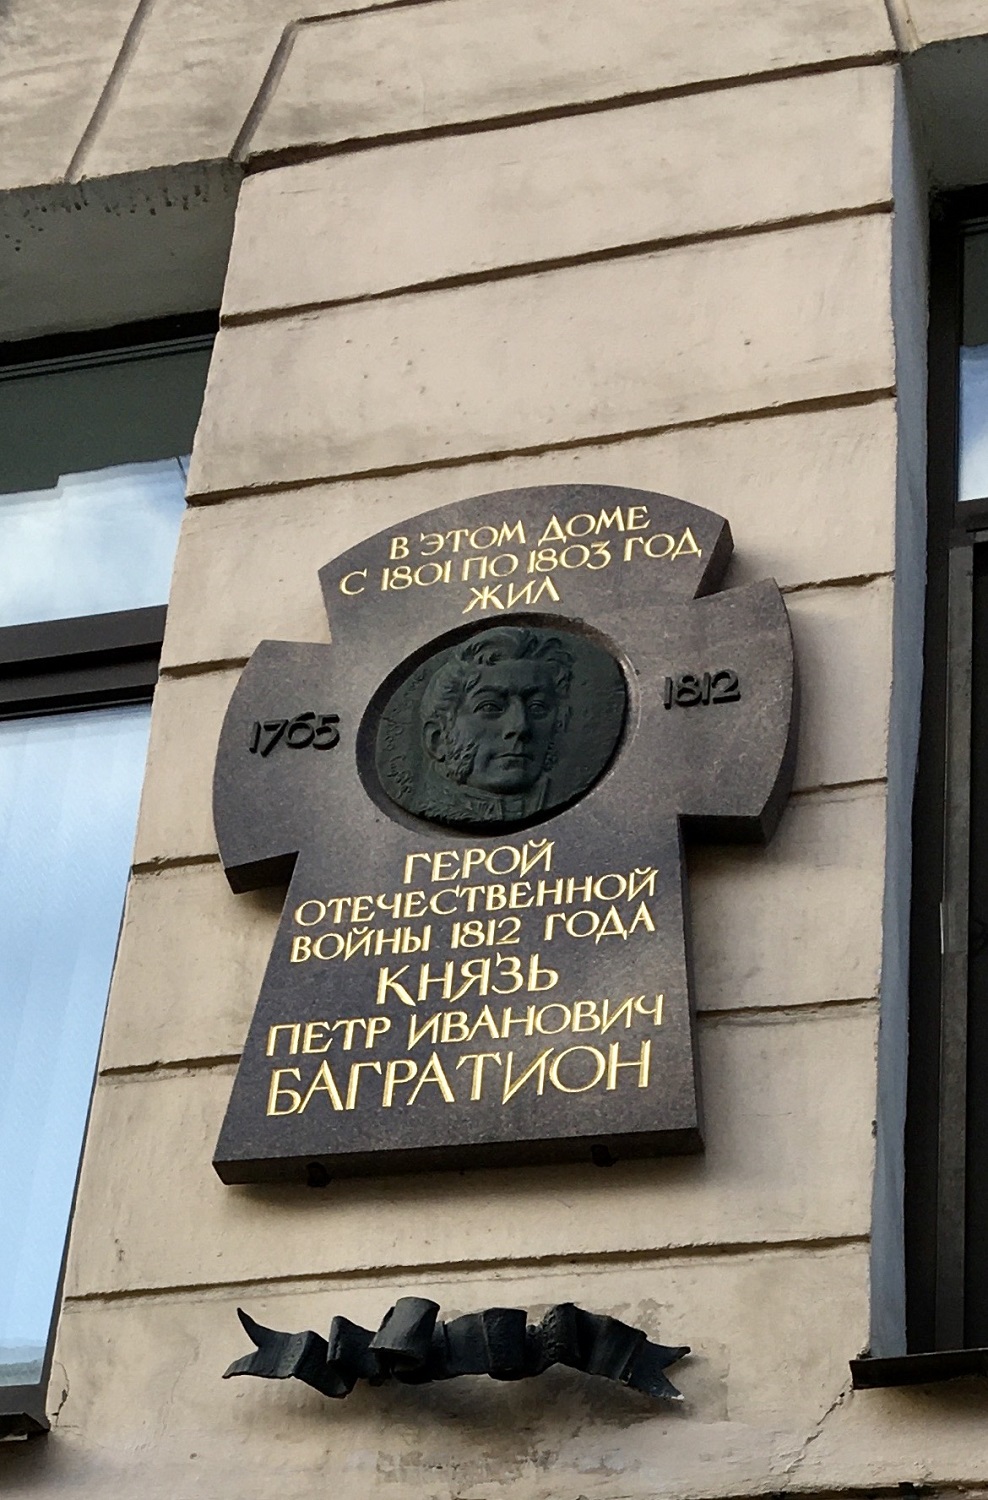 В ЭТОМ ДОМЕ
С 1801 ПО 1803 ГОД
ЖИЛ
1765
1812
ГЕРОЙ
ОТЕЧЕСТВЕННОЙ
ВОЙНЫ 1812 ГОДА
КНЯЗЬ
ПЕТР ИВАНОВИЧ
БАГРАТИОН